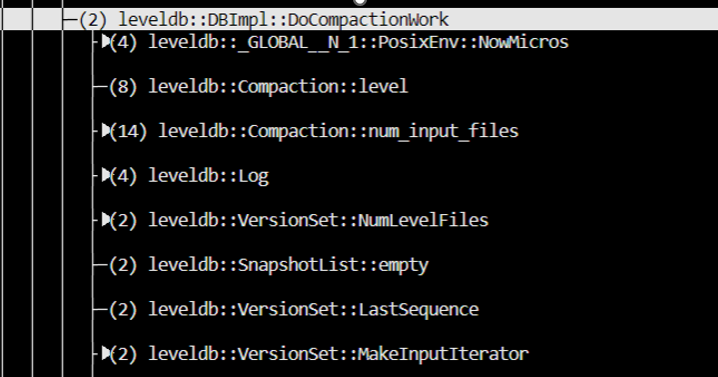 (2) leveldb::DBImpl::DoCompactionWork
(4) leveldb::_GLOBAL__N_1::PosixEnv::NowMicros
(8) leveldb::Compaction::level
(14) leveldb::Compaction::num_input_files
(4) leveldb::Log
(2) leveldb::VersionSet::NumLevelFiles
(2) leveldb::SnapshotList::empty
(2) leveldb::VersionSet::LastSequence
(2) leveldb::VersionSet::MakeInputIterator